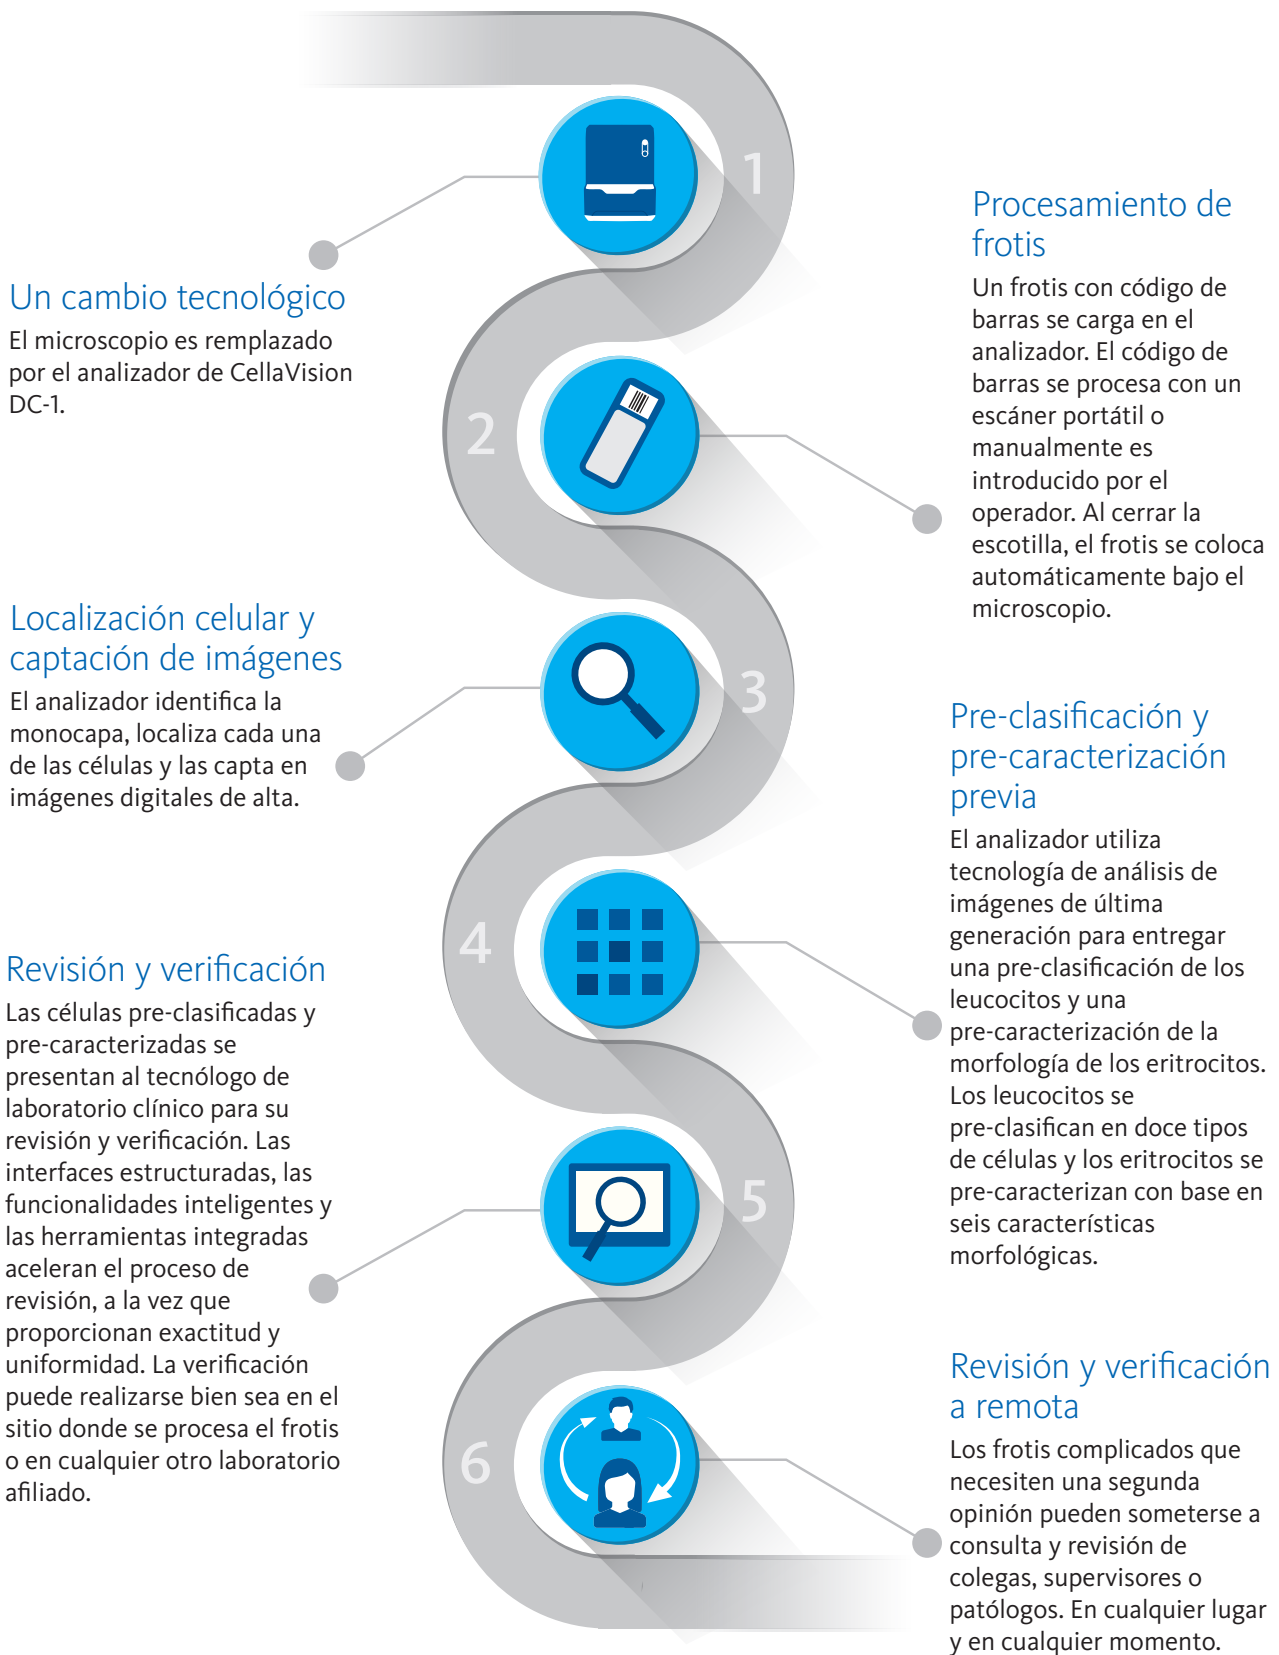 1
Un cambio tecnológico
El microscopio es remplazado
por el analizador de CellaVision
DC-1.
2
Procesamiento de
frotis
Un frotis con código de
barras se carga en el
analizador. El código de
barras se procesa con un
escáner portátil o
manualmente es
introducido por el
operador. Al cerrar la
escotilla, el frotis se coloca
automáticamente bajo el
microscopio.
3
Localización celular y
captación de imágenes
El analizador identifica la
monocapa, localiza cada una
de las células y las capta en
imágenes digitales de alta.
4
Pre-clasificación y
pre-caracterización
previa
El analizador utiliza
tecnología de análisis de
imágenes de última
generación para entregar
una pre-clasificación de los
leucocitos y una
pre-caracterización de la
morfología de los eritrocitos.
Los leucocitos se
pre-clasifican en doce tipos
de células y los eritrocitos se
pre-caracterizan con base en
seis características
morfológicas.
5
Revisión y verificación
Las células pre-clasificadas y
pre-caracterizadas se
presentan al tecnólogo de
laboratorio clínico para su
revisión y verificación. Las
interfaces estructuradas, las
funcionalidades inteligentes y
las herramientas integradas
aceleran el proceso de
revisión, a la vez que
proporcionan exactitud y
uniformidad. La verificación
puede realizarse bien sea en el
sitio donde se procesa el frotis
o en cualquier otro laboratorio
afiliado.
6
Revisión y verificación
a remota
Los frotis complicados que
necesiten una segunda
opinión pueden someterse a
consulta y revisión de
colegas, supervisores o
patólogos. En cualquier lugar
y en cualquier momento.